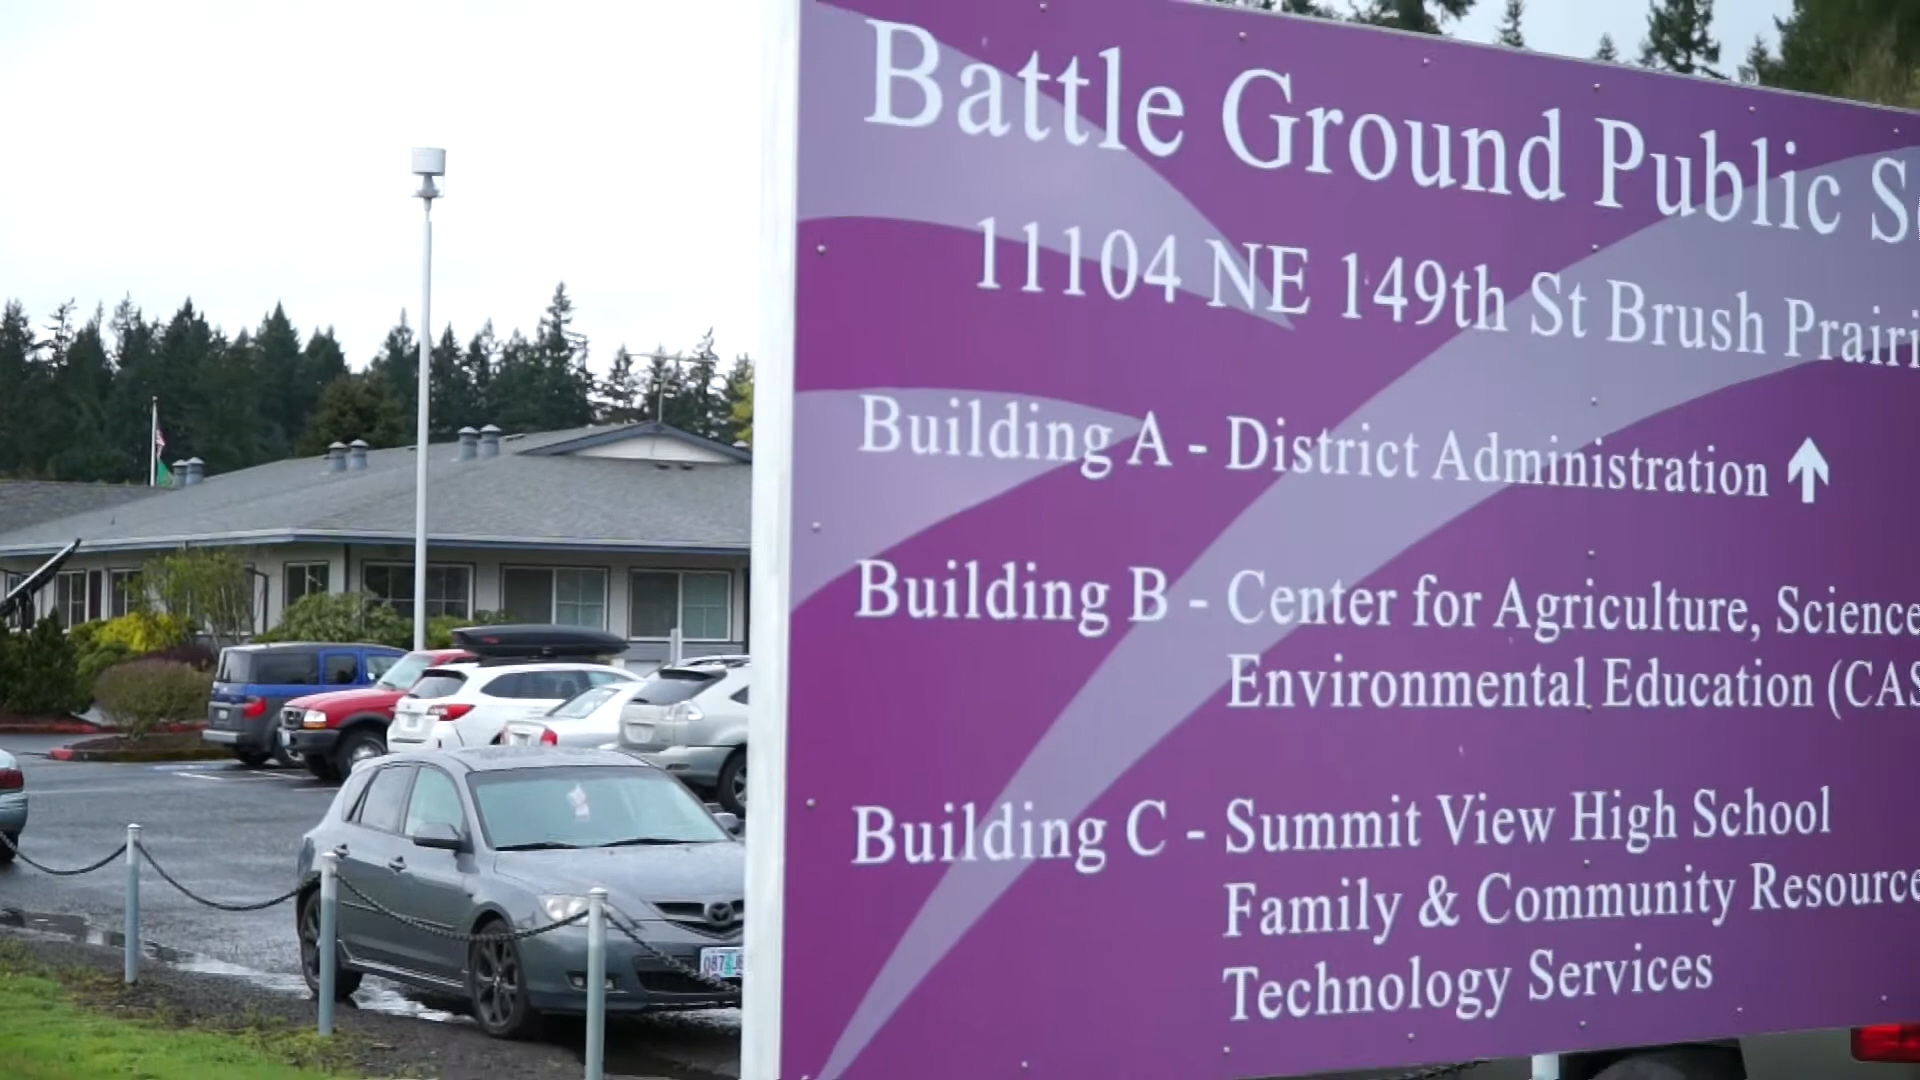 Battle Ground Public S
11104 NE 149th St Brush Prairi
Building A - District Administration ↑
Building B - Center for Agriculture, Science
Environmental Education (CAS
Building C - Summit View High School
Family & Community Resource
Technology Services
087